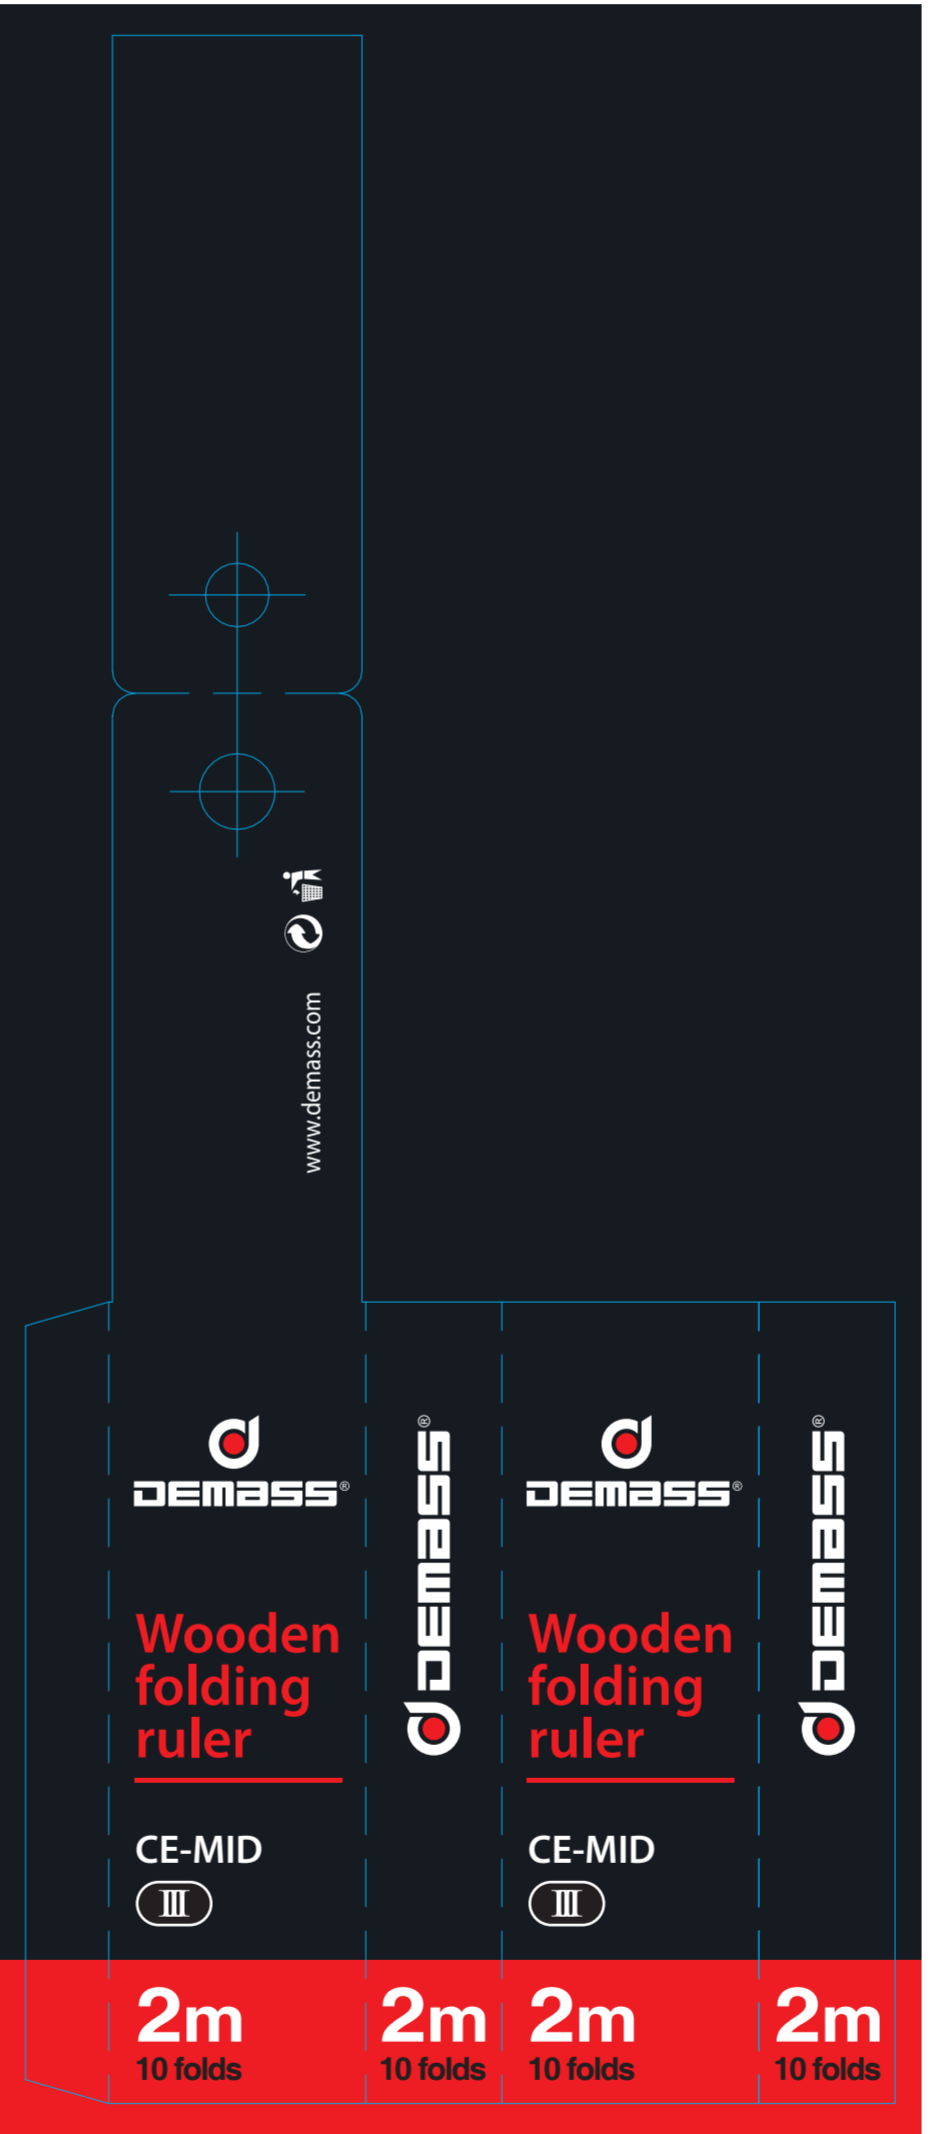 www.demass.com
DEMASS®
Wooden
folding
ruler
CE-MID
III
2m
10 folds
DEMASS®
2m
10 folds
DEMASS®
Wooden
folding
ruler
CE-MID
III
2m
10 folds
DEMASS®
2m
10 folds